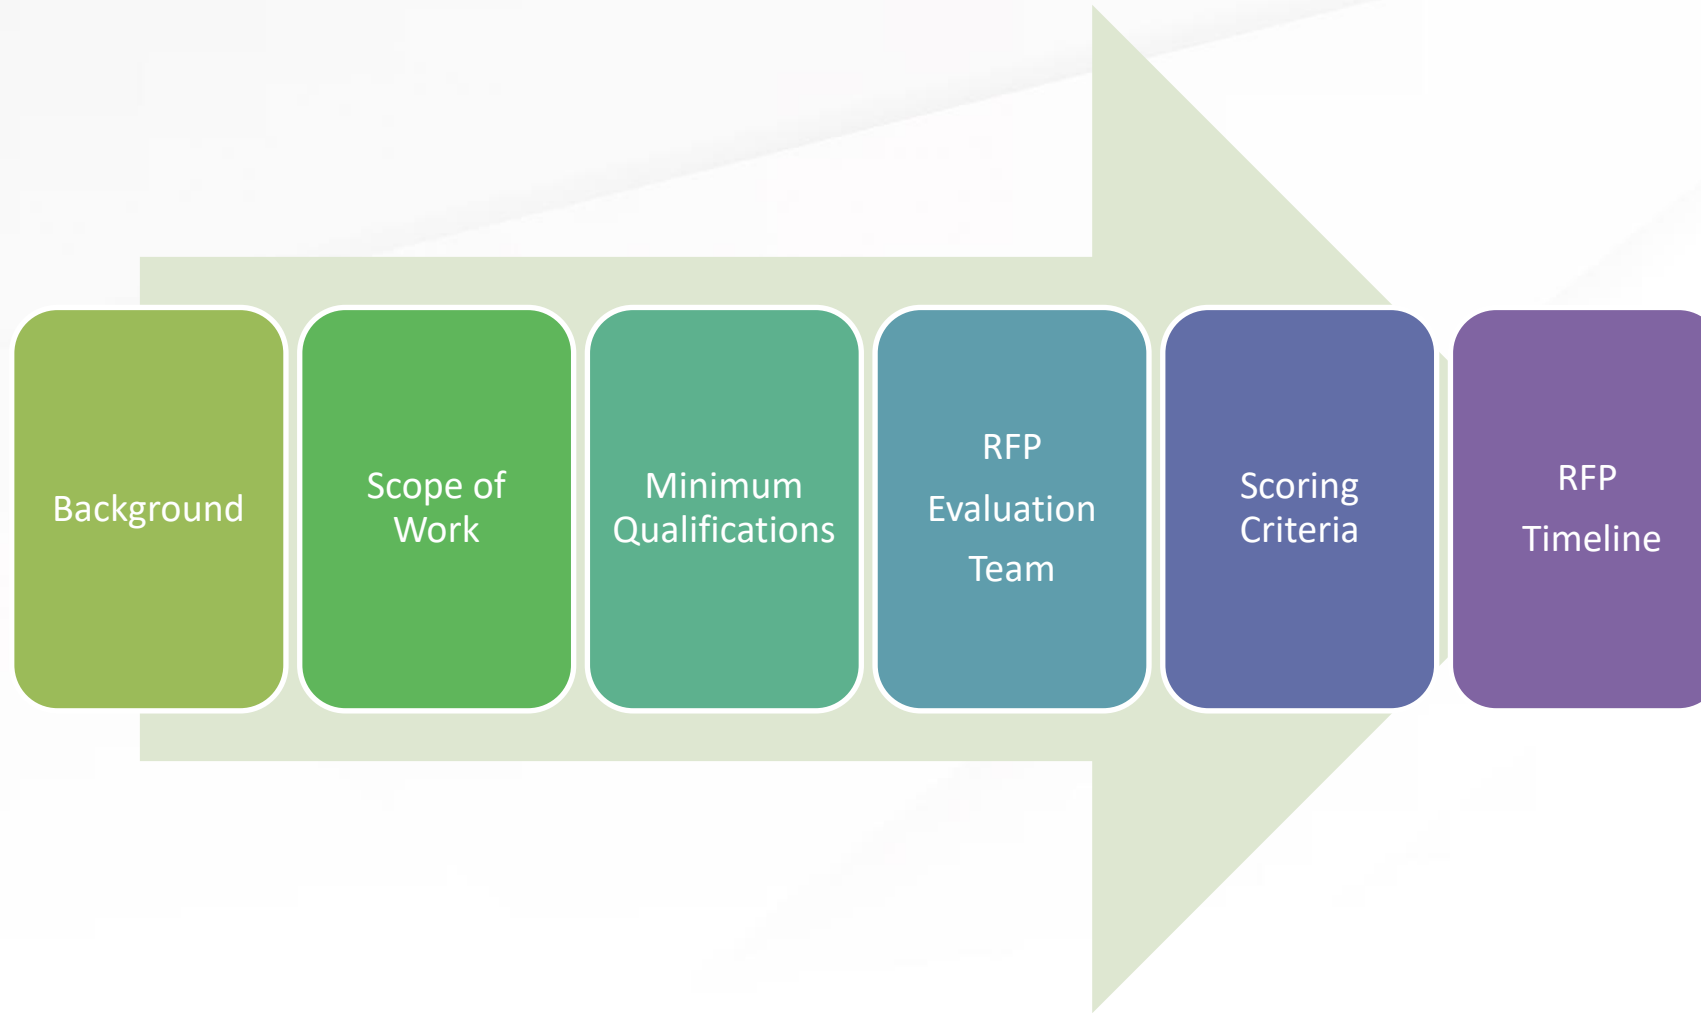 Background
Scope of
Work
Minimum
Qualifications
RFP
Evaluation
Team
Scoring
Criteria
RFP
Timeline